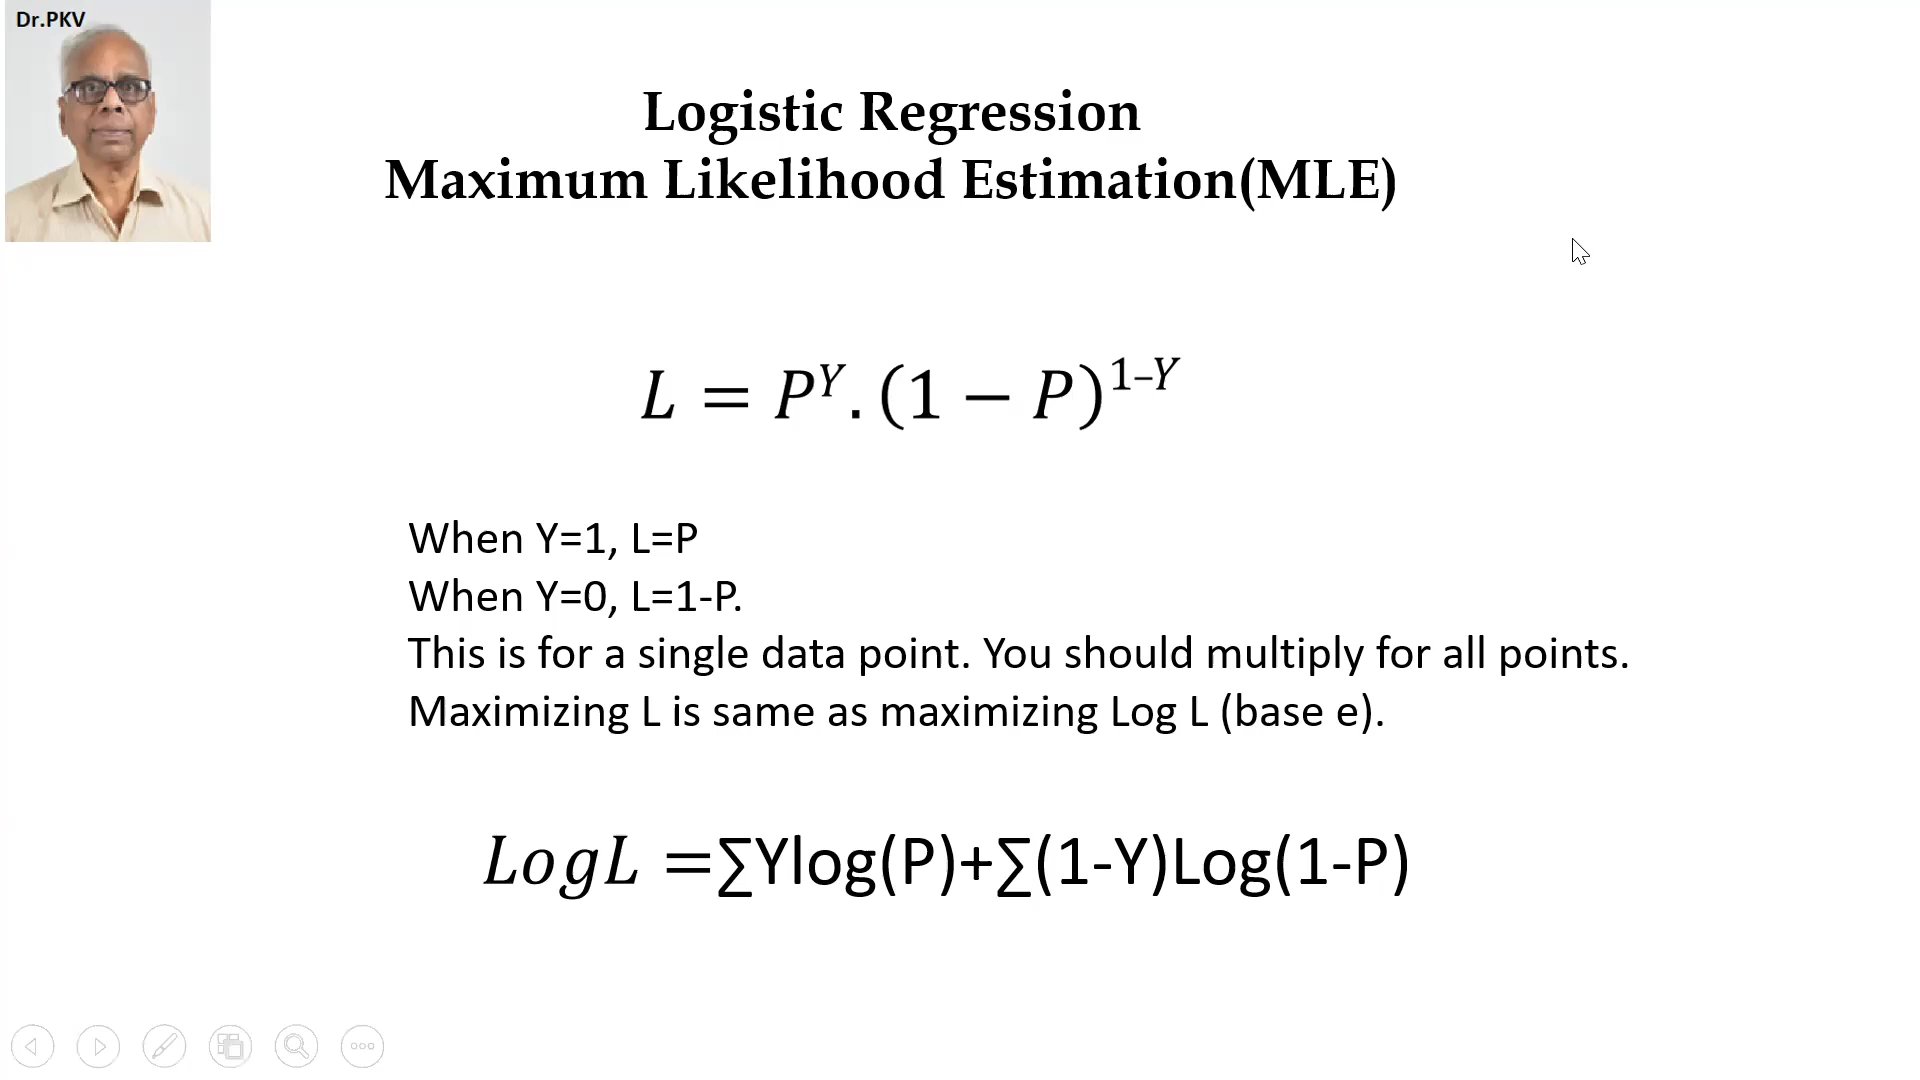 Dr.PKV
Logistic Regression
Maximum Likelihood Estimation(MLE)
L = P^Y.(1 − P)^{1−Y}
When Y=1, L=P
When Y=0, L=1-P.
This is for a single data point. You should multiply for all points.
Maximizing L is same as maximizing Log L (base e).
LogL =∑Ylog(P)+∑(1-Y)Log(1-P)